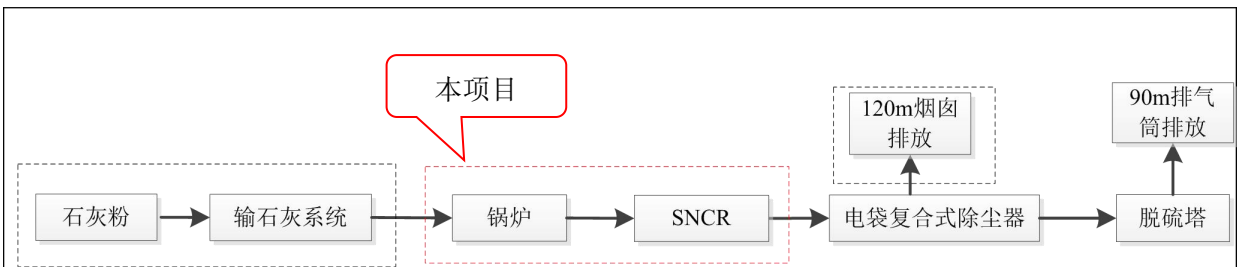 本项目
120m烟囱
排放
90m排气
筒排放
石灰粉
输石灰系统
锅炉
SNCR
电袋复合式除尘器
脱硫塔